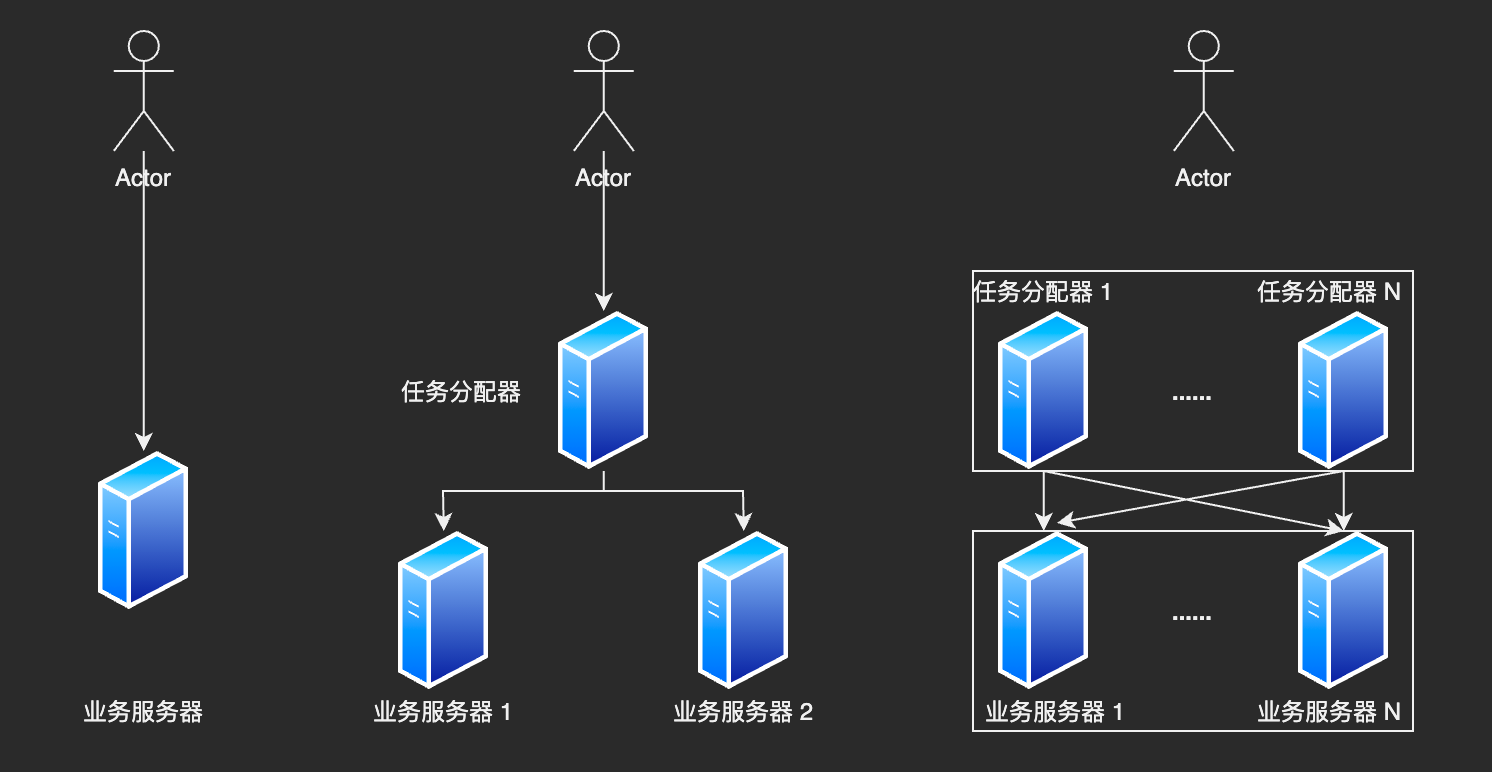 Actor
Actor
Actor
任务分配器 1
任务分配器 N
任务分配器
......
......
业务服务器
业务服务器 1
业务服务器 2
业务服务器 1
业务服务器 N